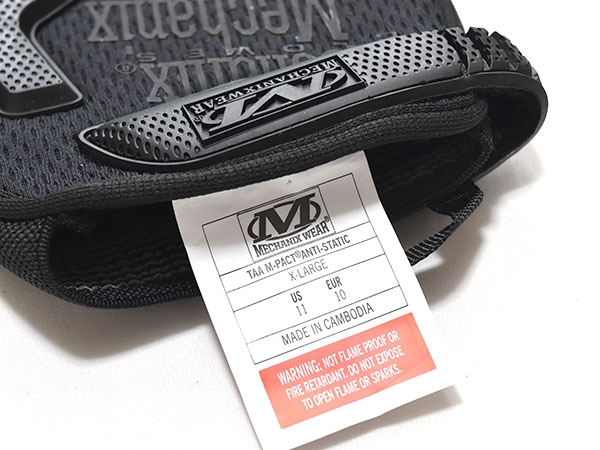 Mechanix
WEAR®
MECHANIXWEAR®
M
M
MECHANIX WEAR®
TAA M-PACT® ANTI-STATIC
X-LARGE
US EUR
11 10
MADE IN CAMBODIA
WARNING: NOT FLAME PROOF OR
FIRE RETARDANT. DO NOT EXPOSE
TO OPEN FLAME OR SPARKS.